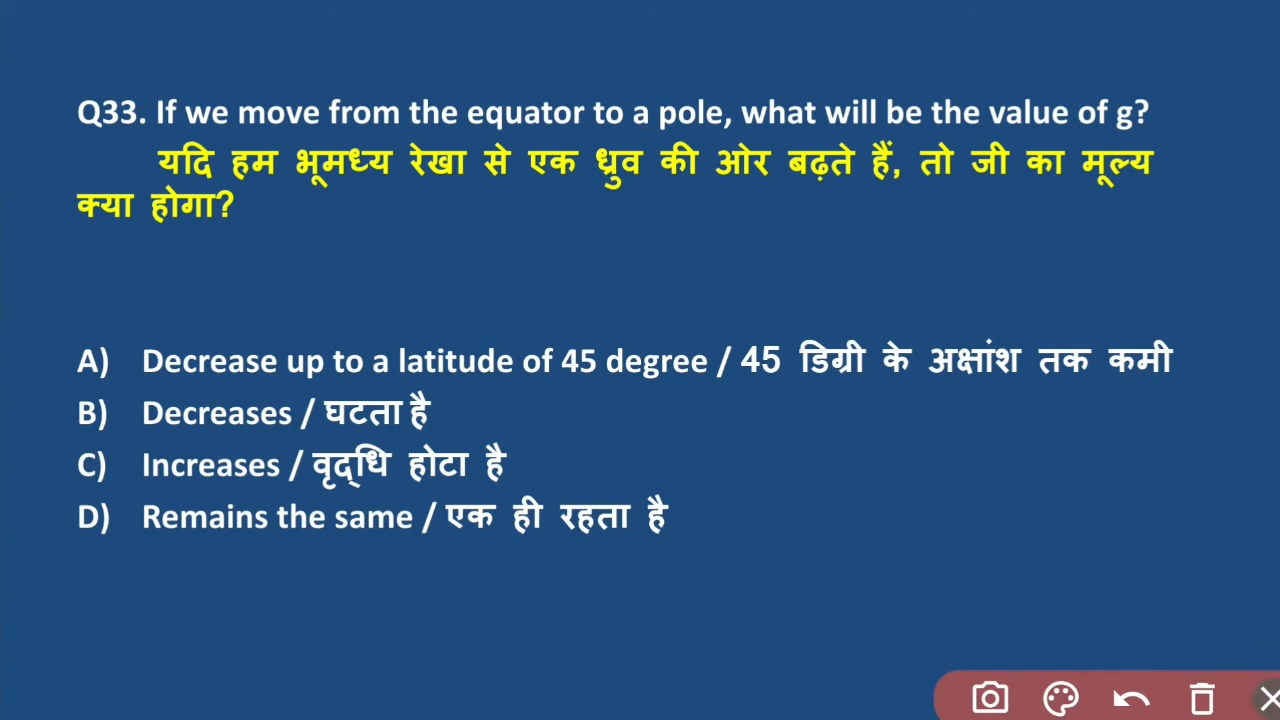 Q33. If we move from the equator to a pole, what will be the value of g?
यदि हम भूमध्य रेखा से एक ध्रुव की ओर बढ़ते हैं, तो जी का मूल्य
क्या होगा?
A) Decrease up to a latitude of 45 degree / 45 डिग्री के अक्षांश तक कमी
B) Decreases / घटता है
C) Increases / वृद्धि होटा है
D) Remains the same / एक ही रहता है